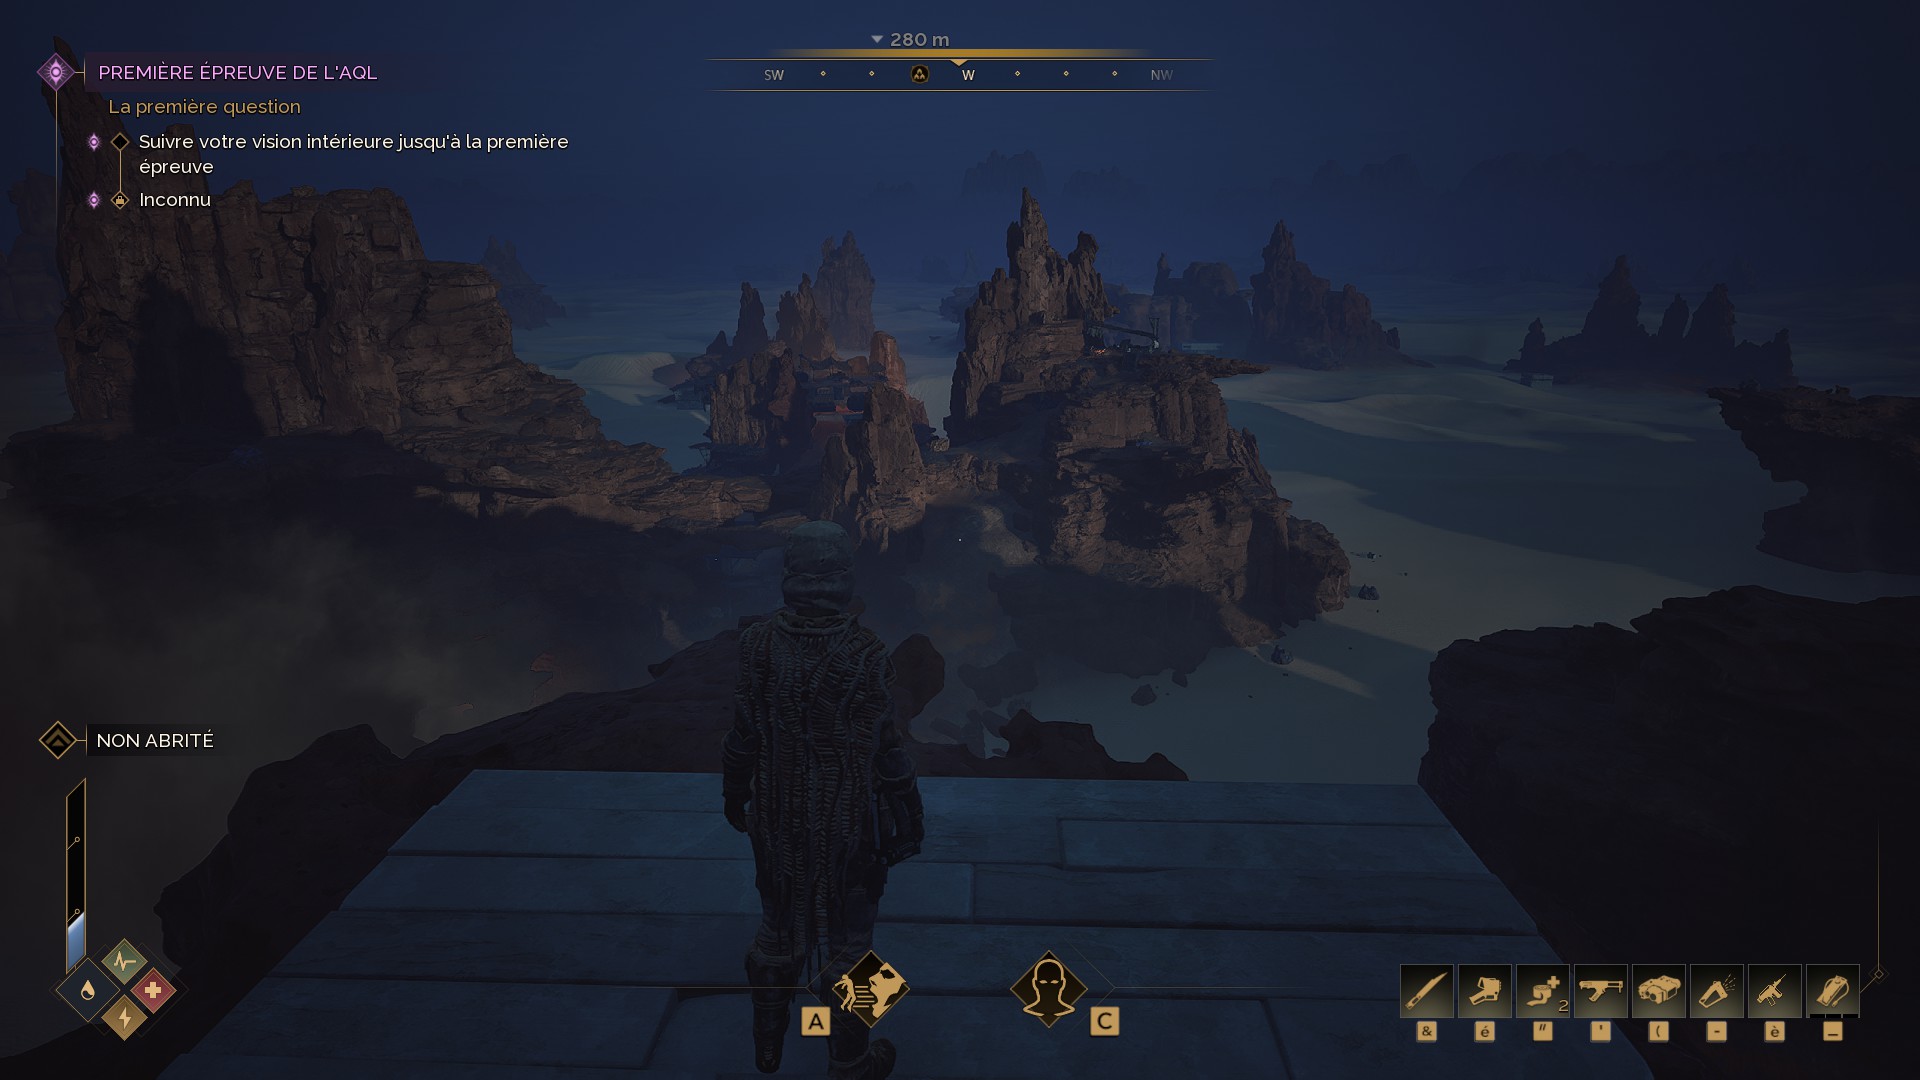 280 m
SW
W
NW
PREMIÈRE ÉPREUVE DE L'AQL
La première question
Suivre votre vision intérieure jusqu'à la première
épreuve
Inconnu
NON ABRITÉ
A
C
2
& é " ' ( - è _